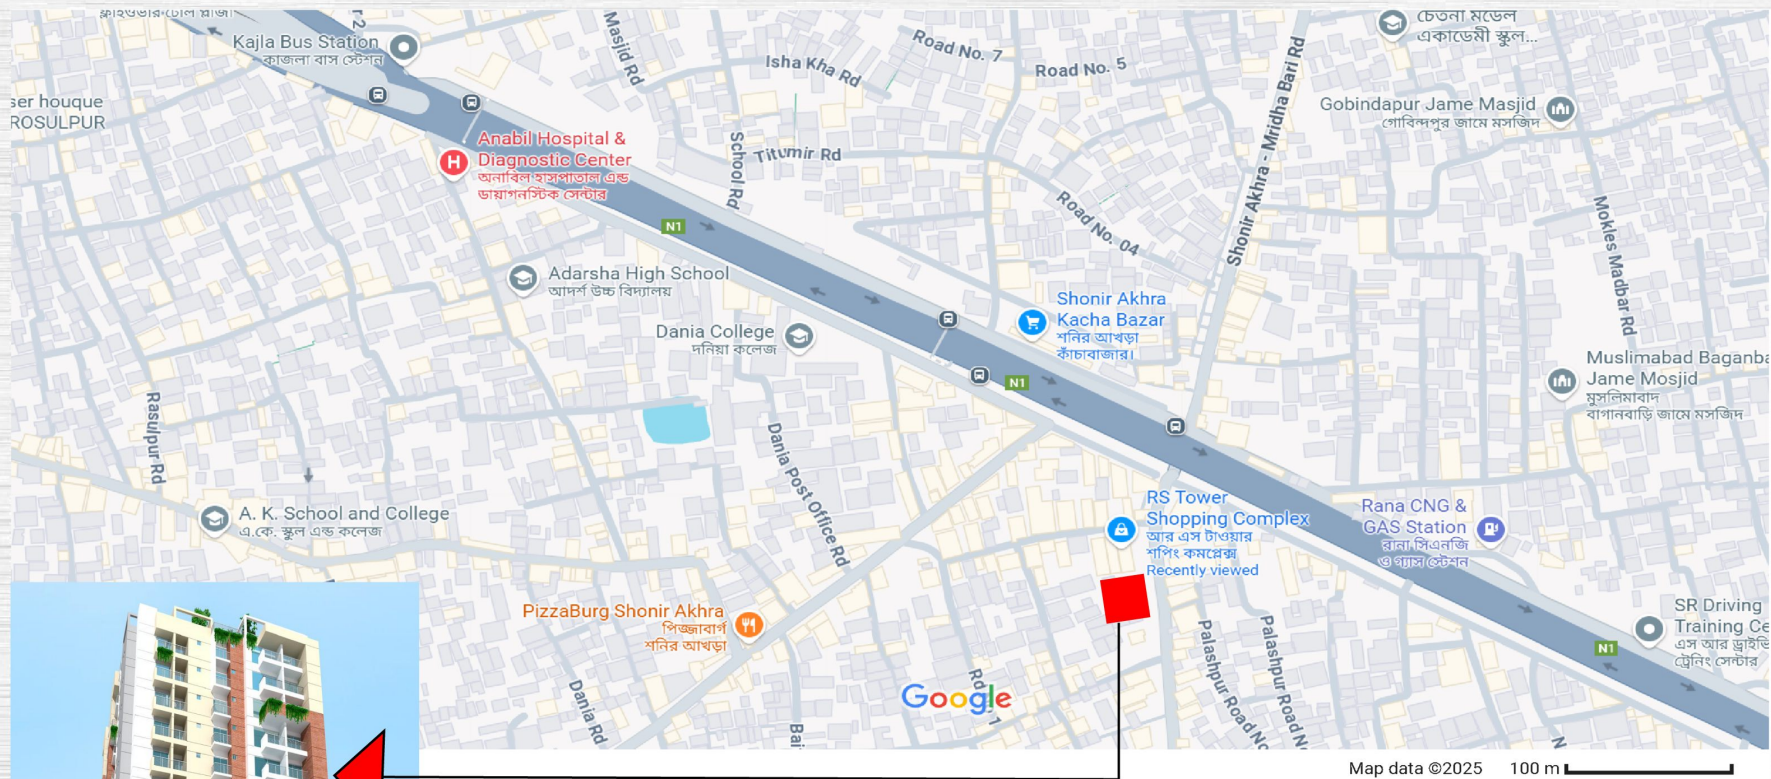 ফ্লাইওভার টোল প্লাজা
Kajla Bus Station
কাজলা বাস স্টেশন
ser houque
ROSULPUR
Masjid Rd
Isha Kha Rd
Road No. 7
Road No. 5
চেতনা মডেল
একাডেমী স্কুল...
Gobindapur Jame Masjid
গোবিন্দপুর জামে মসজিদ
Shonir Akhra - Mridha Bari Rd
Anabil Hospital &
Diagnostic Center
অনাবিল হাসপাতাল এন্ড
ডায়াগনস্টিক সেন্টার
School Rd
Titumir Rd
Road No. 04
Mokles Madbar Rd
N1
Adarsha High School
আদর্শ উচ্চ বিদ্যালয়
Dania College
দনিয়া কলেজ
Shonir Akhra
Kacha Bazar
শনির আখড়া
কাঁচাবাজার।
N1
Muslimabad Baganba
Jame Mosjid
মুসলিমাবাদ
বাগানবাড়ি জামে মসজিদ
Rasulpur Rd
Dania Post Office Rd
A. K. School and College
এ.কে. স্কুল এন্ড কলেজ
RS Tower
Shopping Complex
আর এস টাওয়ার
শপিং কমপ্লেক্স
Recently viewed
Rana CNG &
GAS Station
রানা সিএনজি
ও গ্যাস স্টেশন
PizzaBurg Shonir Akhra
পিজ্জাবার্গ
শনির আখড়া
SR Driving
Training Ce
এস আর ড্রাইভি
ট্রেনিং সেন্টার
N1
Dania Rd
Bai
Google
Palashpur Road No
Palashpur Road N
N
Map data ©2025
100 m